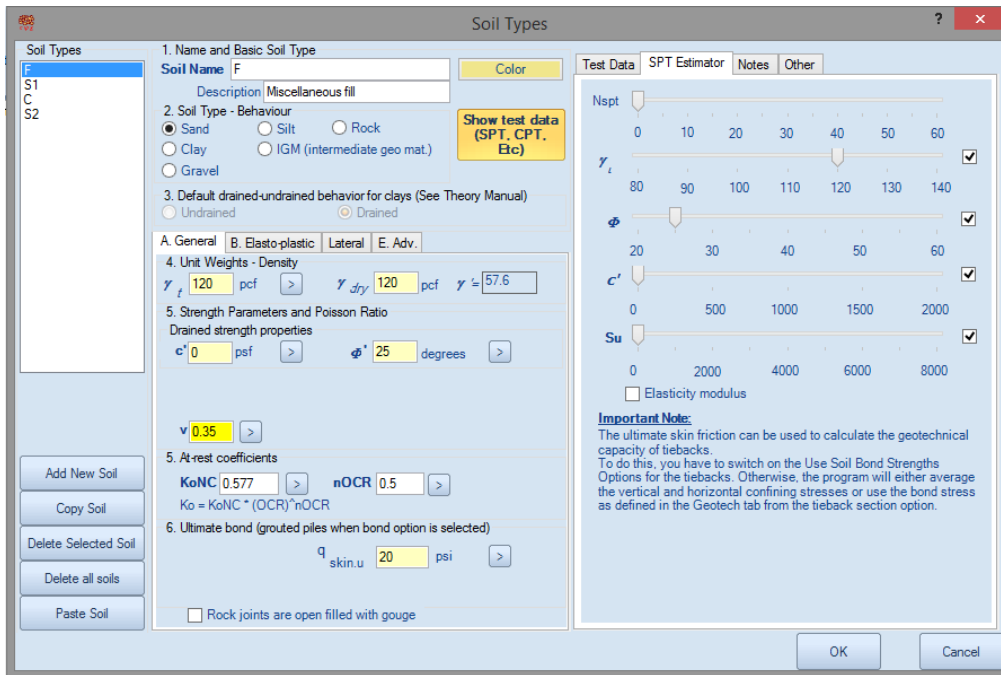 Soil Types
?
×
Soil Types
F
S1
C
S2
Add New Soil
Copy Soil
Delete Selected Soil
Delete all soils
Paste Soil
1. Name and Basic Soil Type
Soil Name F
Color
Description Miscellaneous fill
2. Soil Type - Behaviour
Sand Silt Rock
Clay IGM (intermediate geo mat.)
Gravel
Show test data
(SPT, CPT,
Etc)
3. Default drained-undrained behavior for clays (See Theory Manual)
Undrained Drained
A. General B. Elasto-plastic Lateral E. Adv.
4. Unit Weights - Density
γ t 120 pcf > γ dry 120 pcf γ '= 57.6
5. Strength Parameters and Poisson Ratio
Drained strength properties
c' 0 psf > Φ' 25 degrees >
v 0.35 >
5. At-rest coefficients
KoNC 0.577 > nOCR 0.5 >
Ko = KoNC * (OCR)^nOCR
6. Ultimate bond (grouted piles when bond option is selected)
q skin.u 20 psi >
Rock joints are open filled with gouge
Test Data SPT Estimator Notes Other
Nspt
0 10 20 30 40 50 60
γ t
80 90 100 110 120 130 140
Φ
20 30 40 50 60
c'
0 500 1000 1500 2000
Su
0 2000 4000 6000 8000
Elasticity modulus
Important Note:
The ultimate skin friction can be used to calculate the geotechnical
capacity of tiebacks.
To do this, you have to switch on the Use Soil Bond Strengths
Options for the tiebacks. Otherwise, the program will either average
the vertical and horizontal confining stresses or use the bond stress
as defined in the Geotech tab from the tieback section option.
OK Cancel